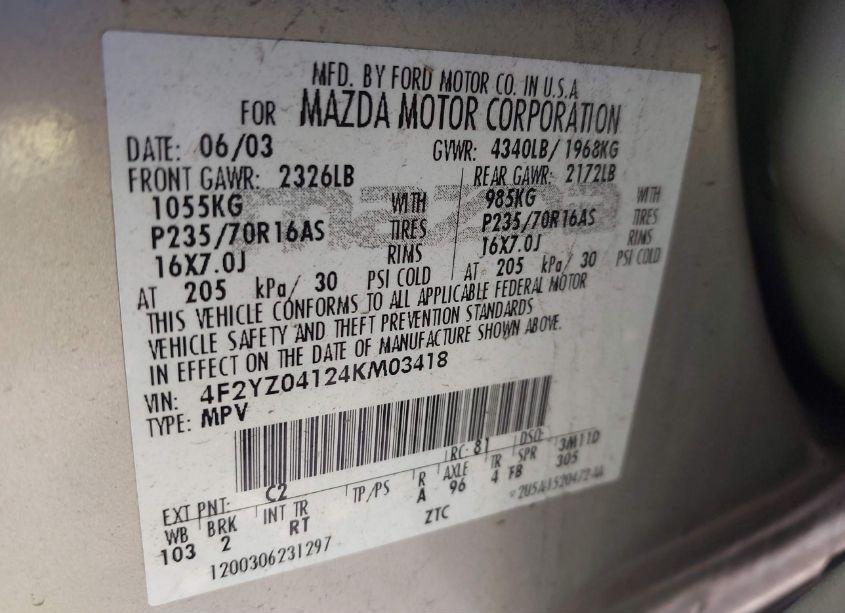 MFD. BY FORD MOTOR CO. IN U.S.A
FOR MAZDA MOTOR CORPORATION
DATE: 06/03 GVWR: 4340LB/ 1968KG
FRONT GAWR: 2326LB REAR GAWR: 2172LB
1055KG WITH 985KG WITH
P235/70R16AS TIRES P235/70R16AS TIRES
16X7.0J RIMS 16X7.0J RIMS
AT 205 kPa/ 30 PSI COLD AT 205 kPa/ 30 PSI COLD
THIS VEHICLE CONFORMS TO ALL APPLICABLE FEDERAL MOTOR
VEHICLE SAFETY AND THEFT PREVENTION STANDARDS
IN EFFECT ON THE DATE OF MANUFACTURE SHOWN ABOVE.
VIN: 4F2YZ04124KM03418
TYPE: MPV
EXT PNT: C2 RC: 81 DSO: 3M11D
WB BRK INT TR TP/PS R AXLE TR SPR 305
103 2 RT A 96 4 FB
1200306231297 ZTC